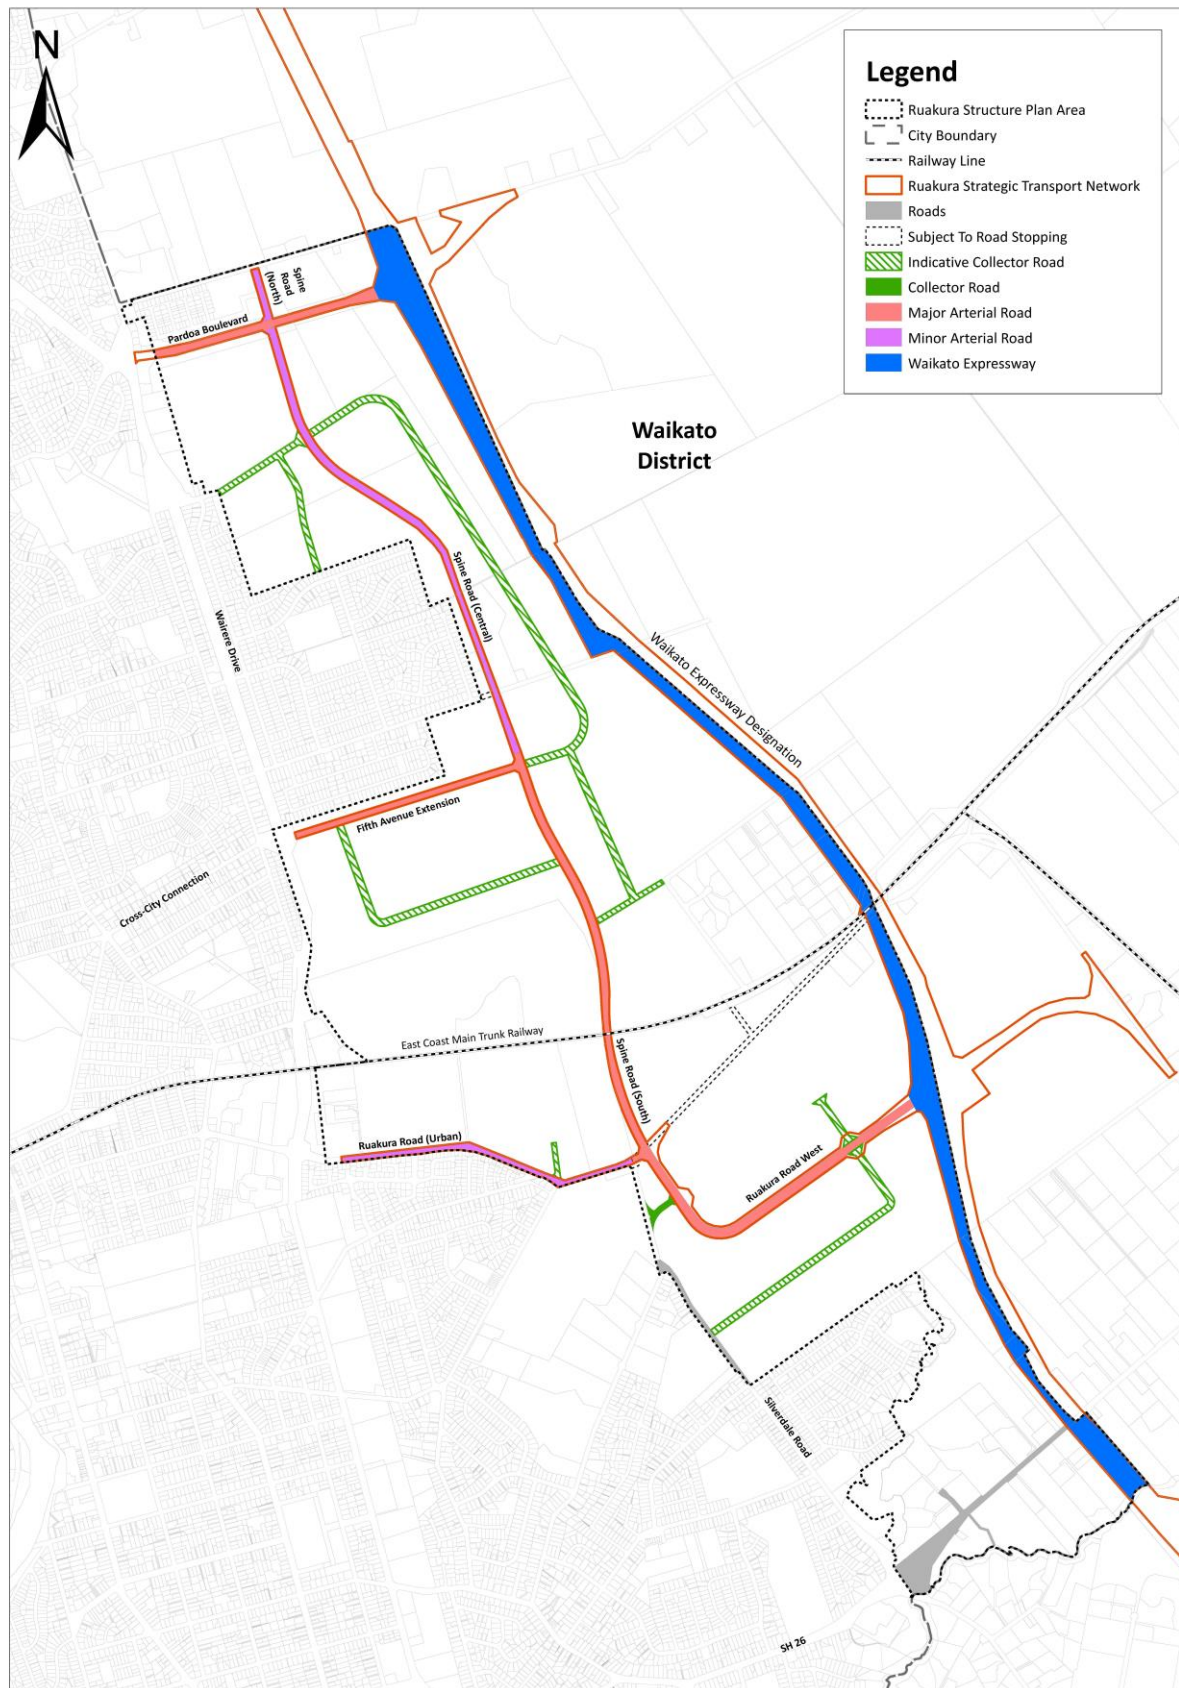 N
Legend
Ruakura Structure Plan Area
City Boundary
Railway Line
Ruakura Strategic Transport Network
Roads
Subject To Road Stopping
Indicative Collector Road
Collector Road
Major Arterial Road
Minor Arterial Road
Waikato Expressway
Spine
Road
(North)
Pardoa Boulevard
Waikato
District
Spine Road (Central)
Wairere Drive
Waikato Expressway Designation
Fifth Avenue Extension
Cross-City Connection
East Coast Main Trunk Railway
Spine Road (South)
Ruakura Road (Urban)
Ruakura Road West
Silverdale Road
SH 26